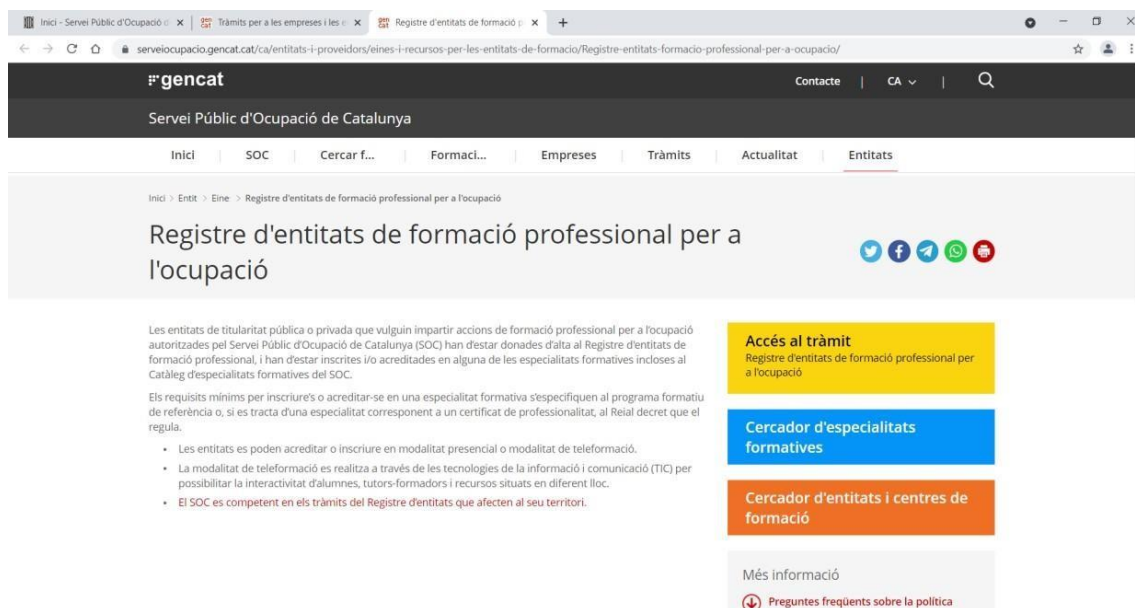 Inici - Servei Públic d'Ocupació d
Tràmits per a les empreses i les e
Registre d'entitats de formació p
serveiocupacio.gencat.cat/ca/entitats-i-proveidors/eines-i-recursos-per-les-entitats-de-formacio/Registre-entitats-formacio-professional-per-a-ocupacio/
gencat
Contacte | CA |
Servei Públic d'Ocupació de Catalunya
Inici | SOC | Cercar f... | Formaci... | Empreses | Tràmits | Actualitat | Entitats
Inici > Entit > Eine > Registre d'entitats de formació professional per a l'ocupació
Registre d'entitats de formació professional per a
l'ocupació
Les entitats de titularitat pública o privada que vulguin impartir accions de formació professional per a l'ocupació
autoritzades pel Servei Públic d'Ocupació de Catalunya (SOC) han d'estar donades d'alta al Registre d'entitats de
formació professional, i han d'estar inscrites i/o acreditades en alguna de les especialitats formatives incloses al
Catàleg d'especialitats formatives del SOC.
Els requisits mínims per inscriure's o acreditar-se en una especialitat formativa s'especifiquen al programa formatiu
de referència o, si es tracta d'una especialitat corresponent a un certificat de professionalitat, al Reial decret que el
regula.
• Les entitats es poden acreditar o inscriure en modalitat presencial o modalitat de teleformació.
• La modalitat de teleformació es realitza a través de les tecnologies de la informació i comunicació (TIC) per
possibilitar la interactivitat d'alumnes, tutors-formadors i recursos situats en diferent lloc.
• El SOC es competent en els tràmits del Registre d'entitats que afecten al seu territori.
Accés al tràmit
Registre d'entitats de formació professional per
a l'ocupació
Cercador d'especialitats
formatives
Cercador d'entitats i centres de
formació
Més informació
Preguntes freqüents sobre la política